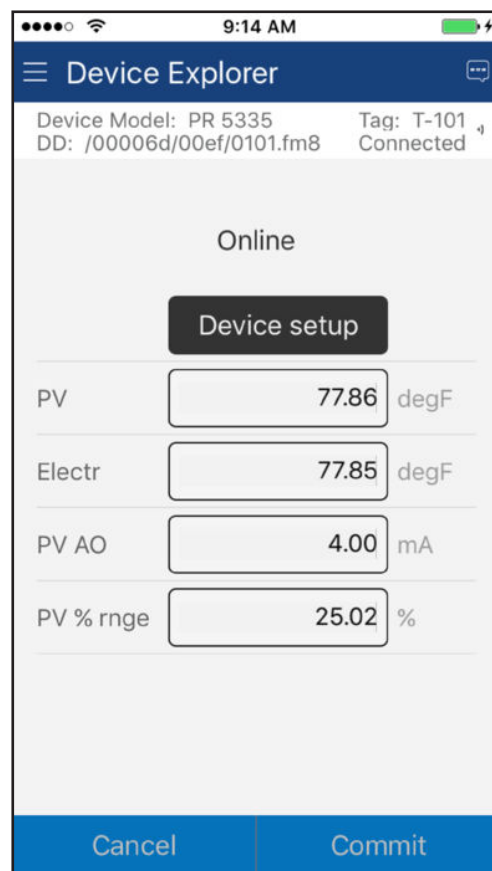 9:14 AM
Device Explorer
Device Model: PR 5335 Tag: T-101
DD: /00006d/00ef/0101.fm8 Connected
Online
Device setup
PV 77.86 degF
Electr 77.85 degF
PV AO 4.00 mA
PV % rnge 25.02 %
Cancel Commit